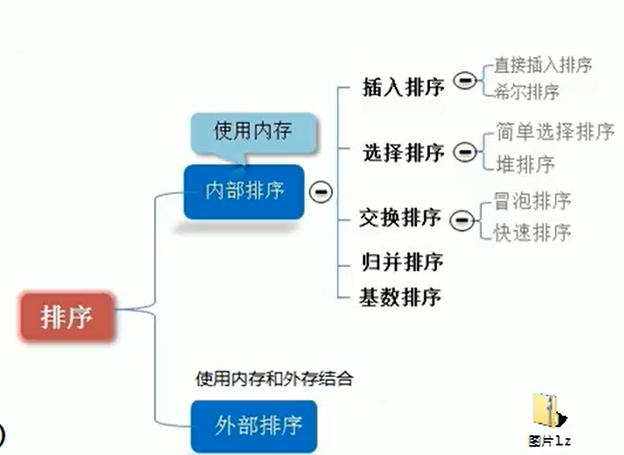 直接插入排序
插入排序
希尔排序
使用内存
简单选择排序
选择排序
堆排序
内部排序
冒泡排序
交换排序
快速排序
归并排序
基数排序
排序
使用内存和外存结合
外部排序
)
图片lz